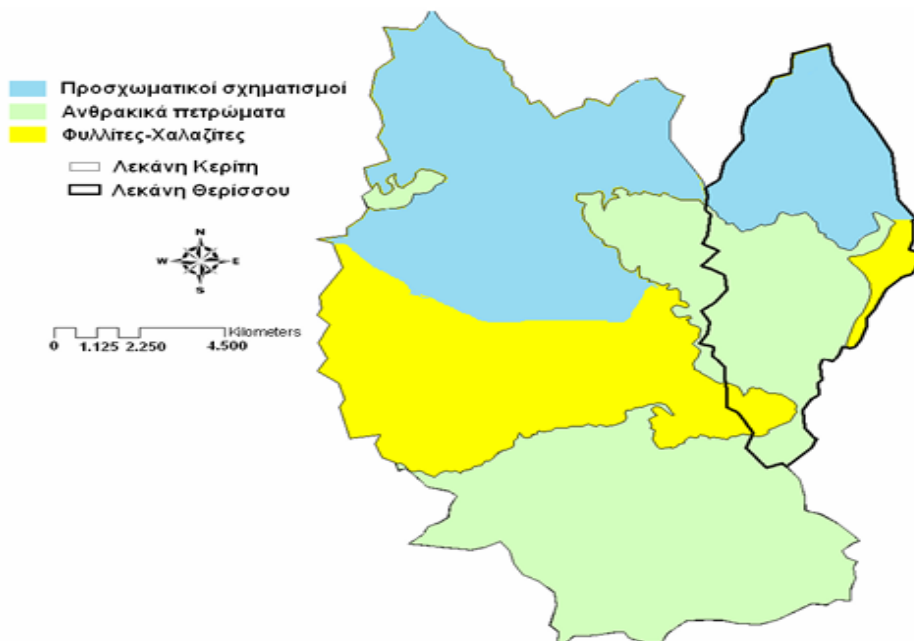 Προσχωματικοί σχηματισμοί
Ανθρακικά πετρώματα
Φυλλίτες-Χαλαζίτες
Λεκάνη Κερίτη
Λεκάνη Θερίσσου
N
W E
S
Kilometers
0 1.125 2.250 4.500